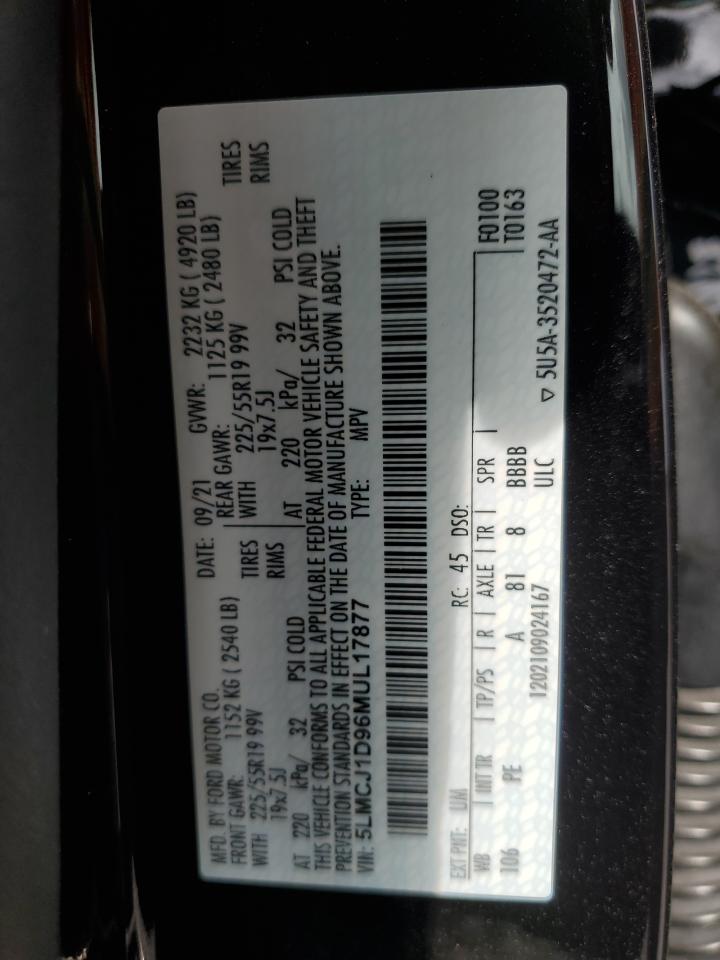 MFD. BY FORD MOTOR CO. DATE: 09/21 GVWR: 2232 KG ( 4920 LB)
FRONT GAWR: 1152 KG ( 2540 LB) REAR GAWR: 1125 KG ( 2480 LB)
WITH 225/55R19 99V TIRES WITH 225/55R19 99V TIRES
19x7.5J RIMS 19x7.5J RIMS
AT 220 kPa/ 32 PSI COLD AT 220 kPa/ 32 PSI COLD
THIS VEHICLE CONFORMS TO ALL APPLICABLE FEDERAL MOTOR VEHICLE SAFETY AND THEFT
PREVENTION STANDARDS IN EFFECT ON THE DATE OF MANUFACTURE SHOWN ABOVE.
VIN: 5LMCJ1D96MUL17877 TYPE: MPV
EXT PNT: UM RC: 45 DSO: F0100
WB INT TR TP/PS R AXLE TR SPR T0163
106 PE A 81 8 BBBB
1202109024167 ULC ▽ 5U5A-3520472-AA